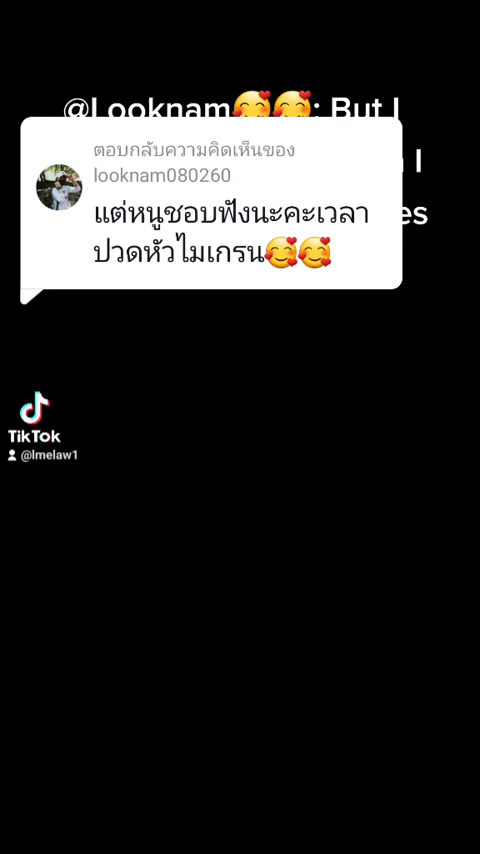 @Looknam🥰🥰: But I
ตอบกลับความคิดเห็นของ
looknam080260
I
แต่หนูชอบฟังนะคะเวลา
ปวดหัวไมเกรน🥰🥰
TikTok
@lmelaw1